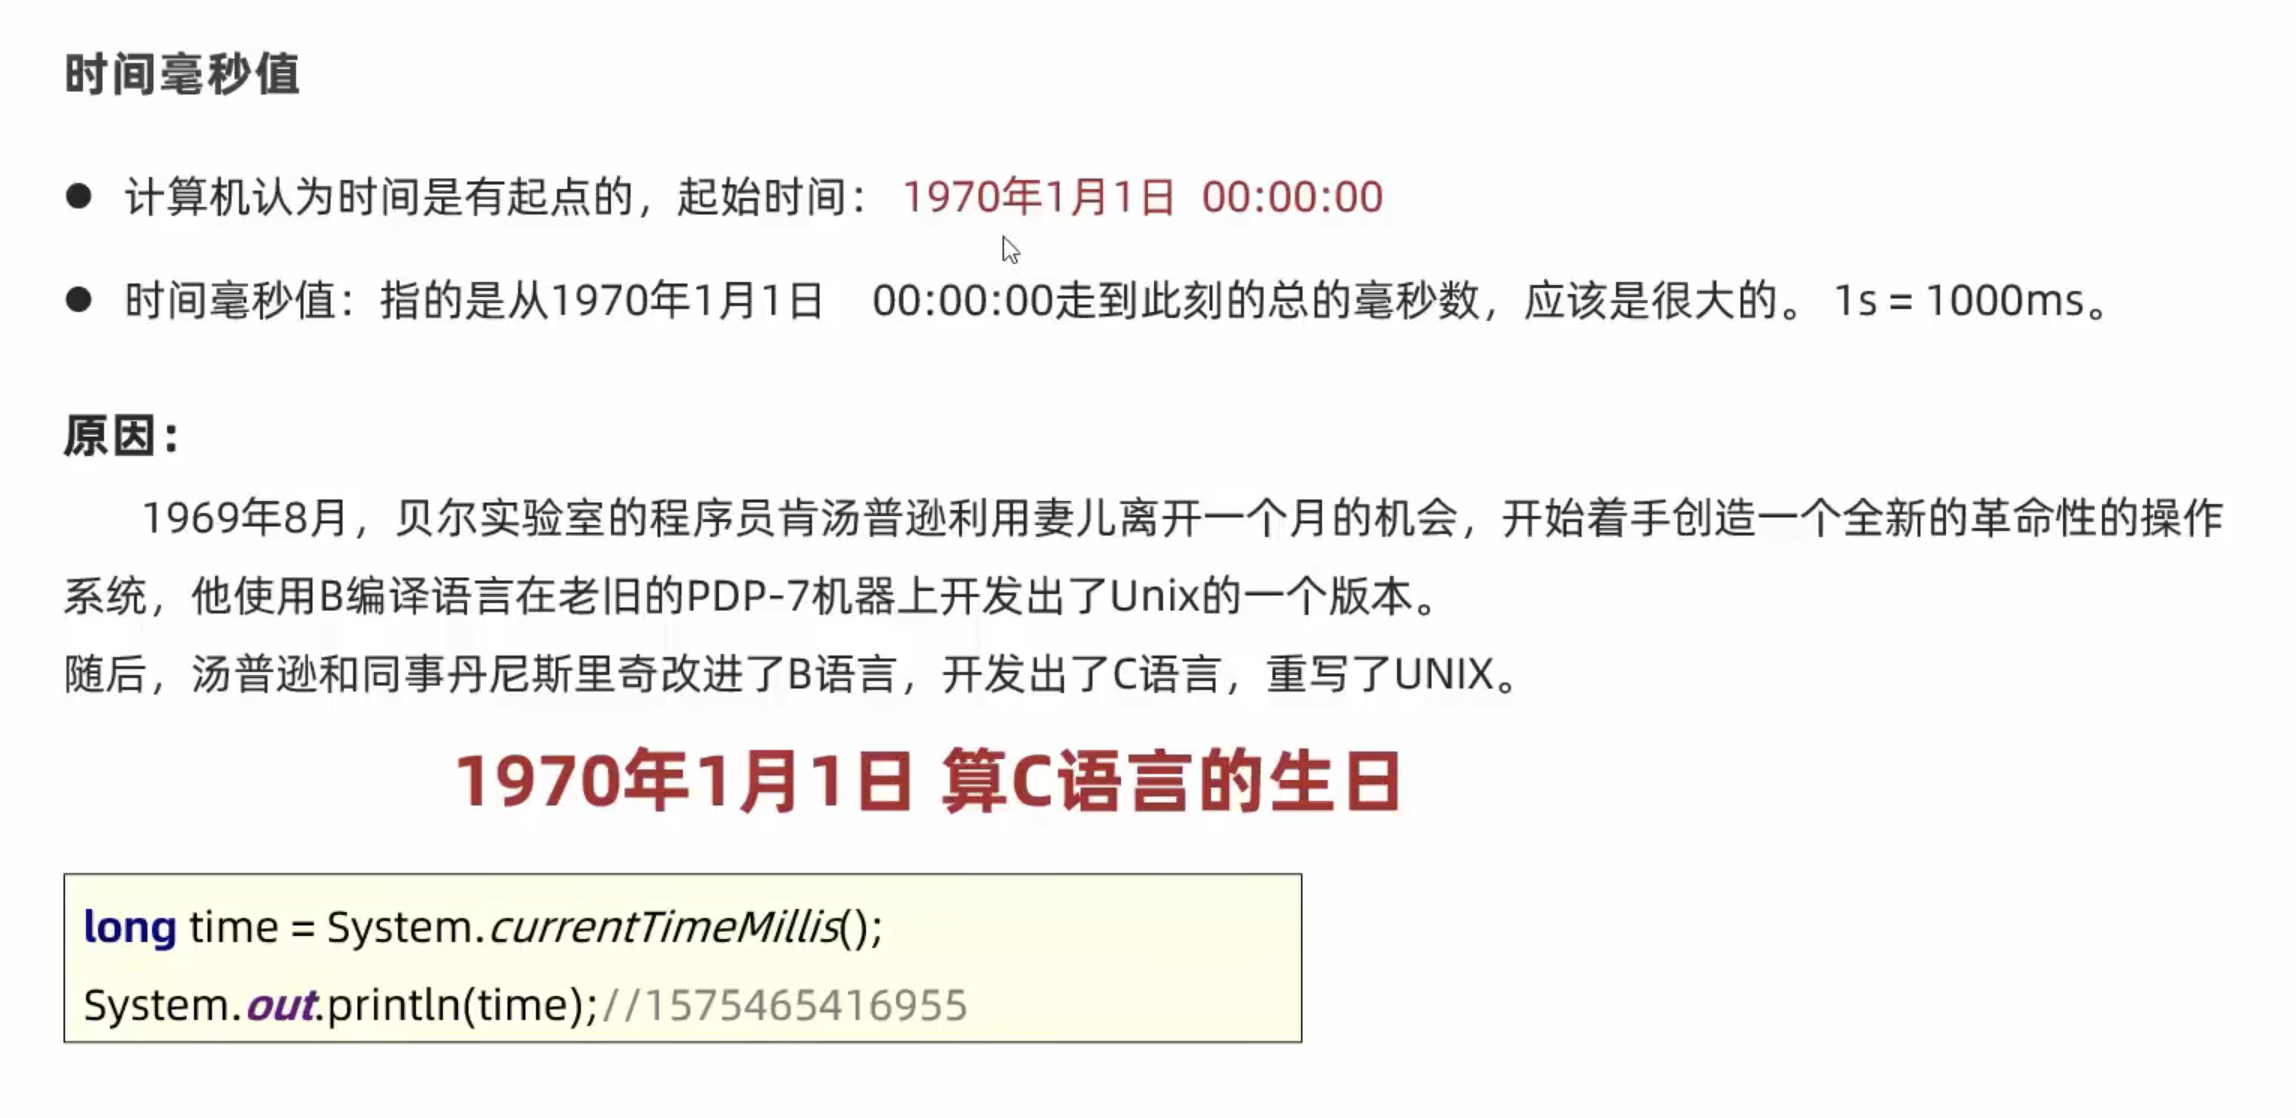 时间毫秒值
● 计算机认为时间是有起点的，起始时间： 1970年1月1日 00:00:00
● 时间毫秒值：指的是从1970年1月1日 00:00:00走到此刻的总的毫秒数，应该是很大的。 1s = 1000ms。
原因：
1969年8月，贝尔实验室的程序员肯汤普逊利用妻儿离开一个月的机会，开始着手创造一个全新的革命性的操作
系统，他使用B编译语言在老旧的PDP-7机器上开发出了Unix的一个版本。
随后，汤普逊和同事丹尼斯里奇改进了B语言，开发出了C语言，重写了UNIX。
1970年1月1日 算C语言的生日
long time = System.currentTimeMillis();
System.out.println(time);//1575465416955